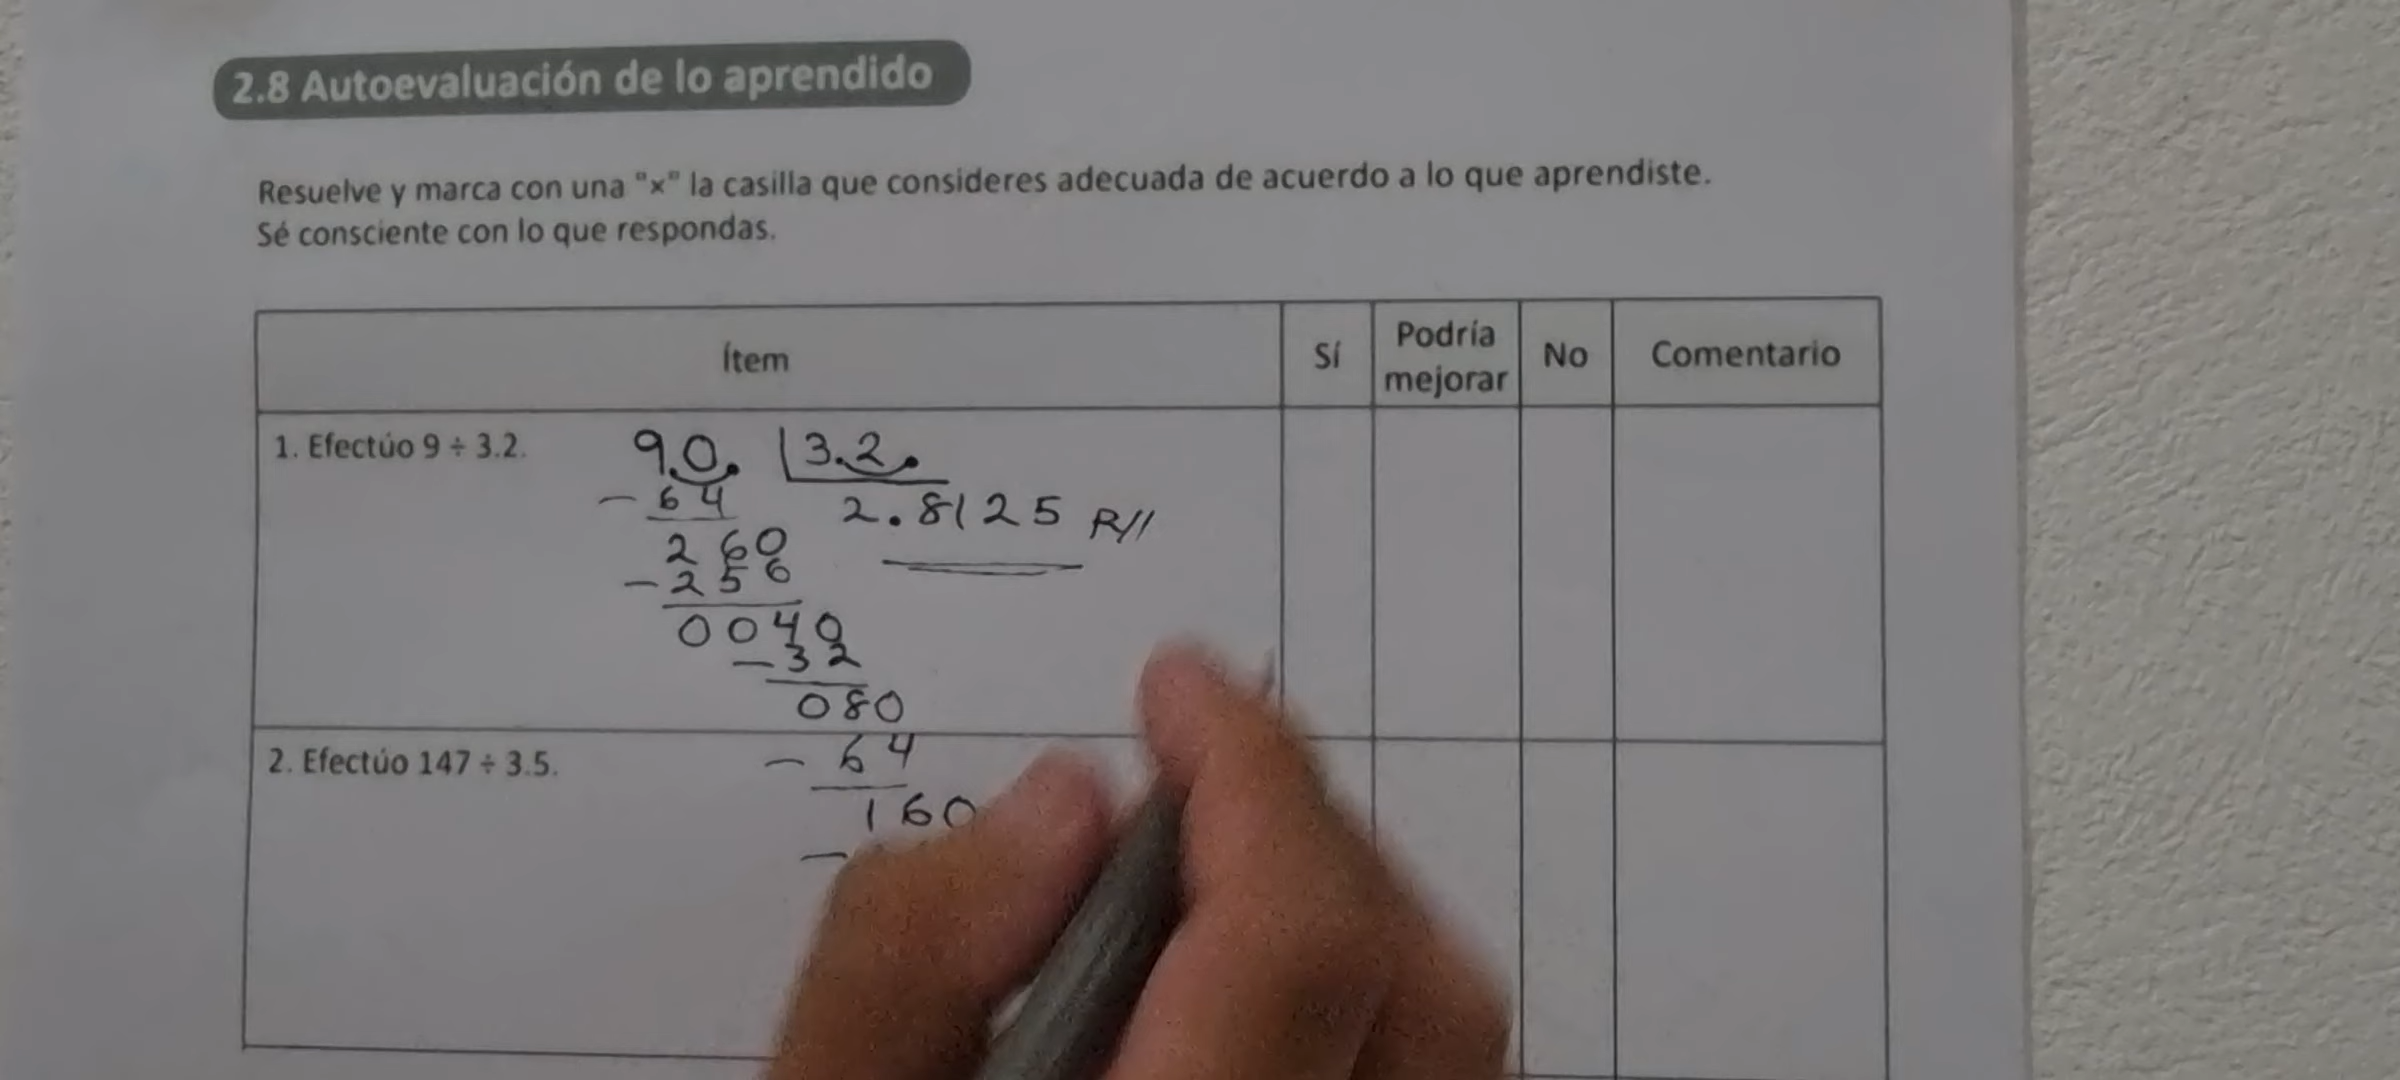 2.8 Autoevaluación de lo aprendido
Resuelve y marca con una "x" la casilla que consideres adecuada de acuerdo a lo que aprendiste.
Sé consciente con lo que respondas.
Ítem
Sí
Podría
mejorar
No
Comentario
1. Efectúo 9 ÷ 3.2.
90. 3.2.
- 64
2.8125 R//
260
- 256
0040
- 32
080
2. Efectúo 147 ÷ 3.5.
- 64
160
-